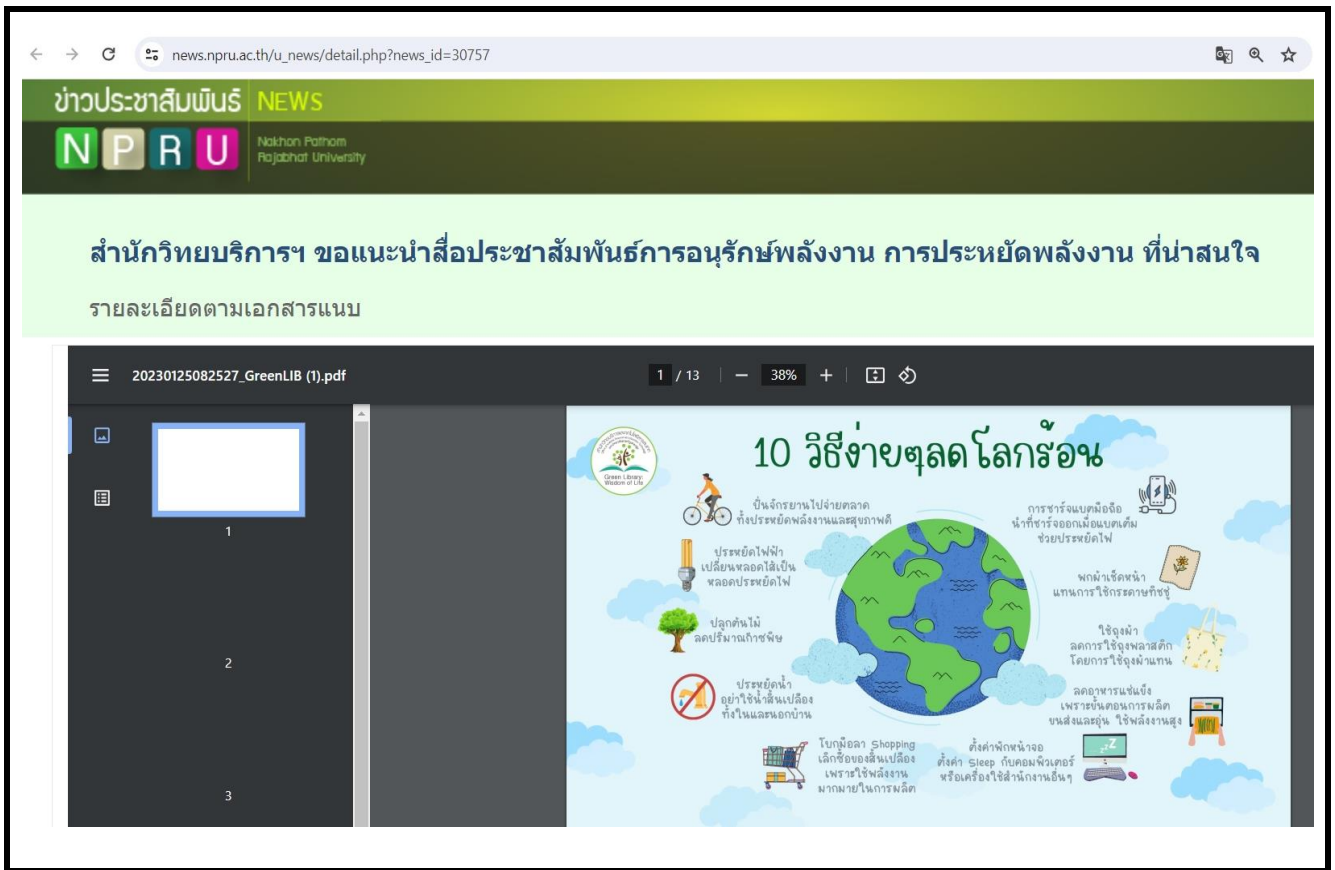 news.npru.ac.th/u_news/detail.php?news_id=30757
ข่าวประชาสัมพันธ์ NEWS
NPRU
Nakhon Pathom
Rajabhat University
สำนักวิทยบริการฯ ขอแนะนำสื่อประชาสัมพันธ์การอนุรักษ์พลังงาน การประหยัดพลังงาน ที่น่าสนใจ
รายละเอียดตามเอกสารแนบ
20230125082527_GreenLIB (1).pdf
1 / 13
38%
1
2
3
Green Library:
Wisdom of Life
10 วิธีง่ายๆลดโลกร้อน
ปั่นจักรยานไปจ่ายตลาด
ทั้งประหยัดพลังงานและสุขภาพดี
ประหยัดไฟฟ้า
เปลี่ยนหลอดไส้เป็น
หลอดประหยัดไฟ
ปลูกต้นไม้
ลดปริมาณก๊าซพิษ
ประหยัดน้ำ
อย่าใช้น้ำสิ้นเปลือง
ทั้งในและนอกบ้าน
โบกมือลา Shopping
เลิกซื้อของสิ้นเปลือง
เพราะใช้พลังงาน
มากมายในการผลิต
การชาร์จแบตมือถือ
นำที่ชาร์จออกเมื่อแบตเต็ม
ช่วยประหยัดไฟ
พกผ้าเช็ดหน้า
แทนการใช้กระดาษทิชชู่
ใช้ถุงผ้า
ลดการใช้ถุงพลาสติก
โดยการใช้ถุงผ้าแทน
ลดอาหารแช่แข็ง
เพราะขั้นตอนการผลิต
ขนส่งและอุ่น ใช้พลังงานสูง
ตั้งค่าพักหน้าจอ
ตั้งค่า Sleep กับคอมพิวเตอร์
หรือเครื่องใช้สำนักงานอื่นๆ